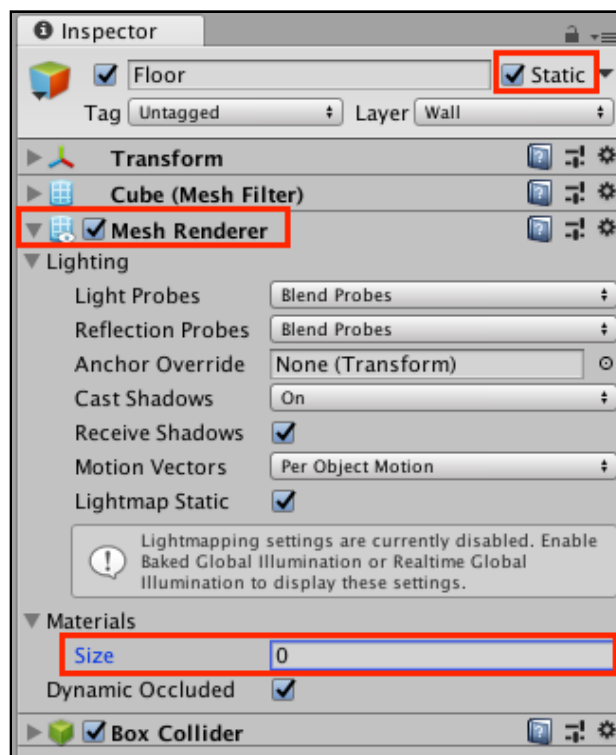 Inspector
Floor Static
Tag Untagged Layer Wall
Transform
Cube (Mesh Filter)
Mesh Renderer
Lighting
Light Probes Blend Probes
Reflection Probes Blend Probes
Anchor Override None (Transform)
Cast Shadows On
Receive Shadows
Motion Vectors Per Object Motion
Lightmap Static
Lightmapping settings are currently disabled. Enable
Baked Global Illumination or Realtime Global
Illumination to display these settings.
Materials
Size 0
Dynamic Occluded
Box Collider